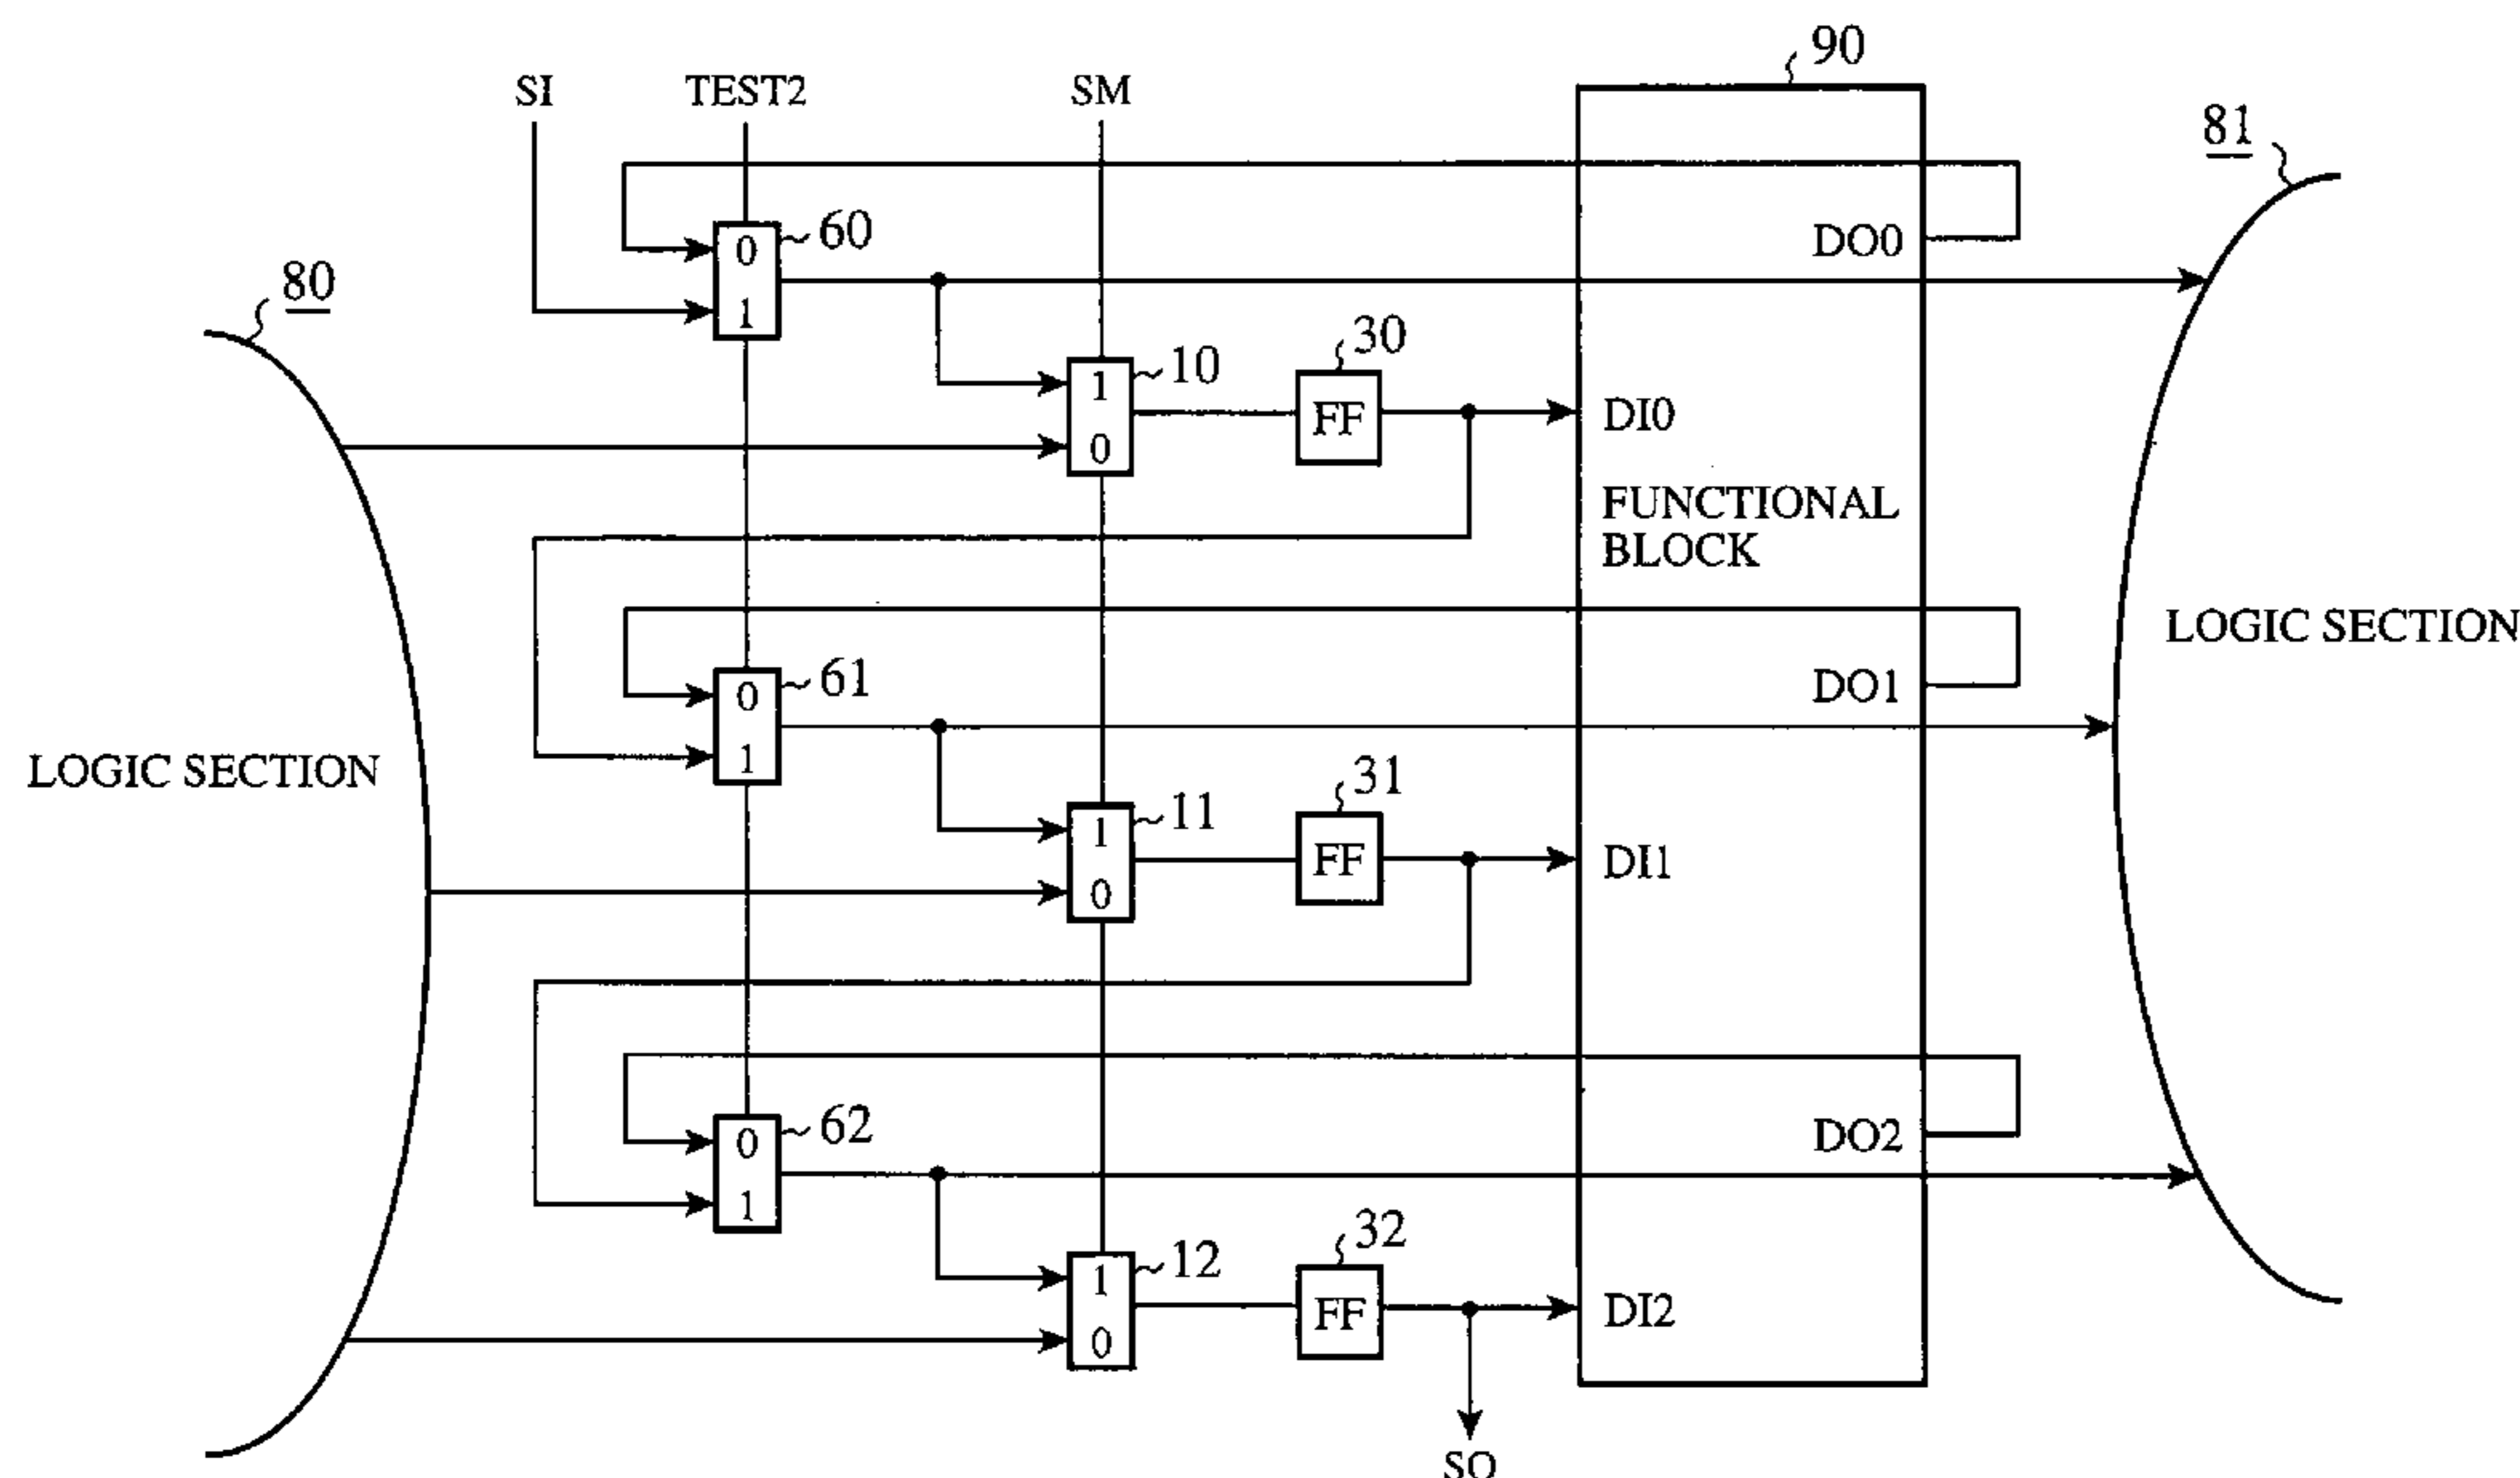 90
SI TEST2 SM
81
0 60
DO0
80
1
30
1 10
FF
DI0
0
FUNCTIONAL
BLOCK
LOGIC SECTION
0 61
DO1
1
LOGIC SECTION
31
1 11
FF
DI1
0
0 62
DO2
1
32
1 12
FF
DI2
0
SO